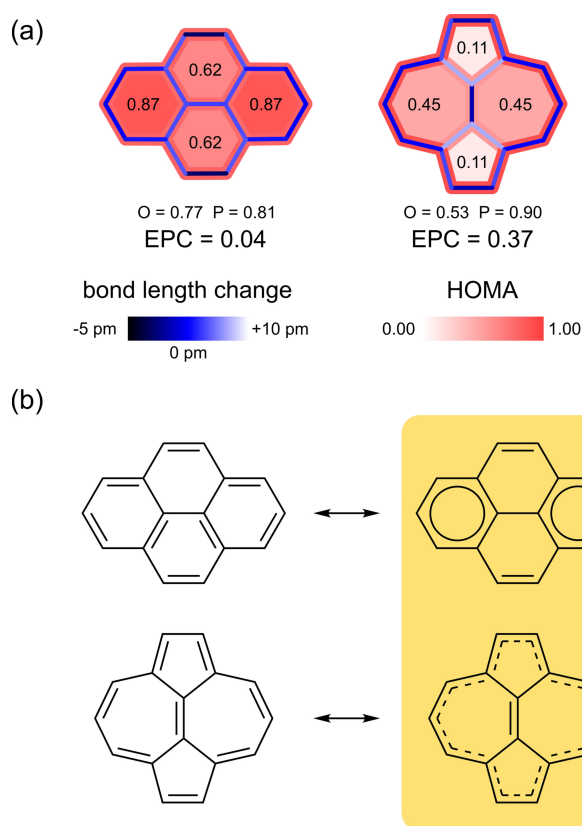 (a)
0.62
0.87
0.87
0.62
0.11
0.45
0.45
0.11
O = 0.77 P = 0.81
EPC = 0.04
O = 0.53 P = 0.90
EPC = 0.37
bond length change
-5 pm
+10 pm
0 pm
HOMA
0.00
1.00
(b)